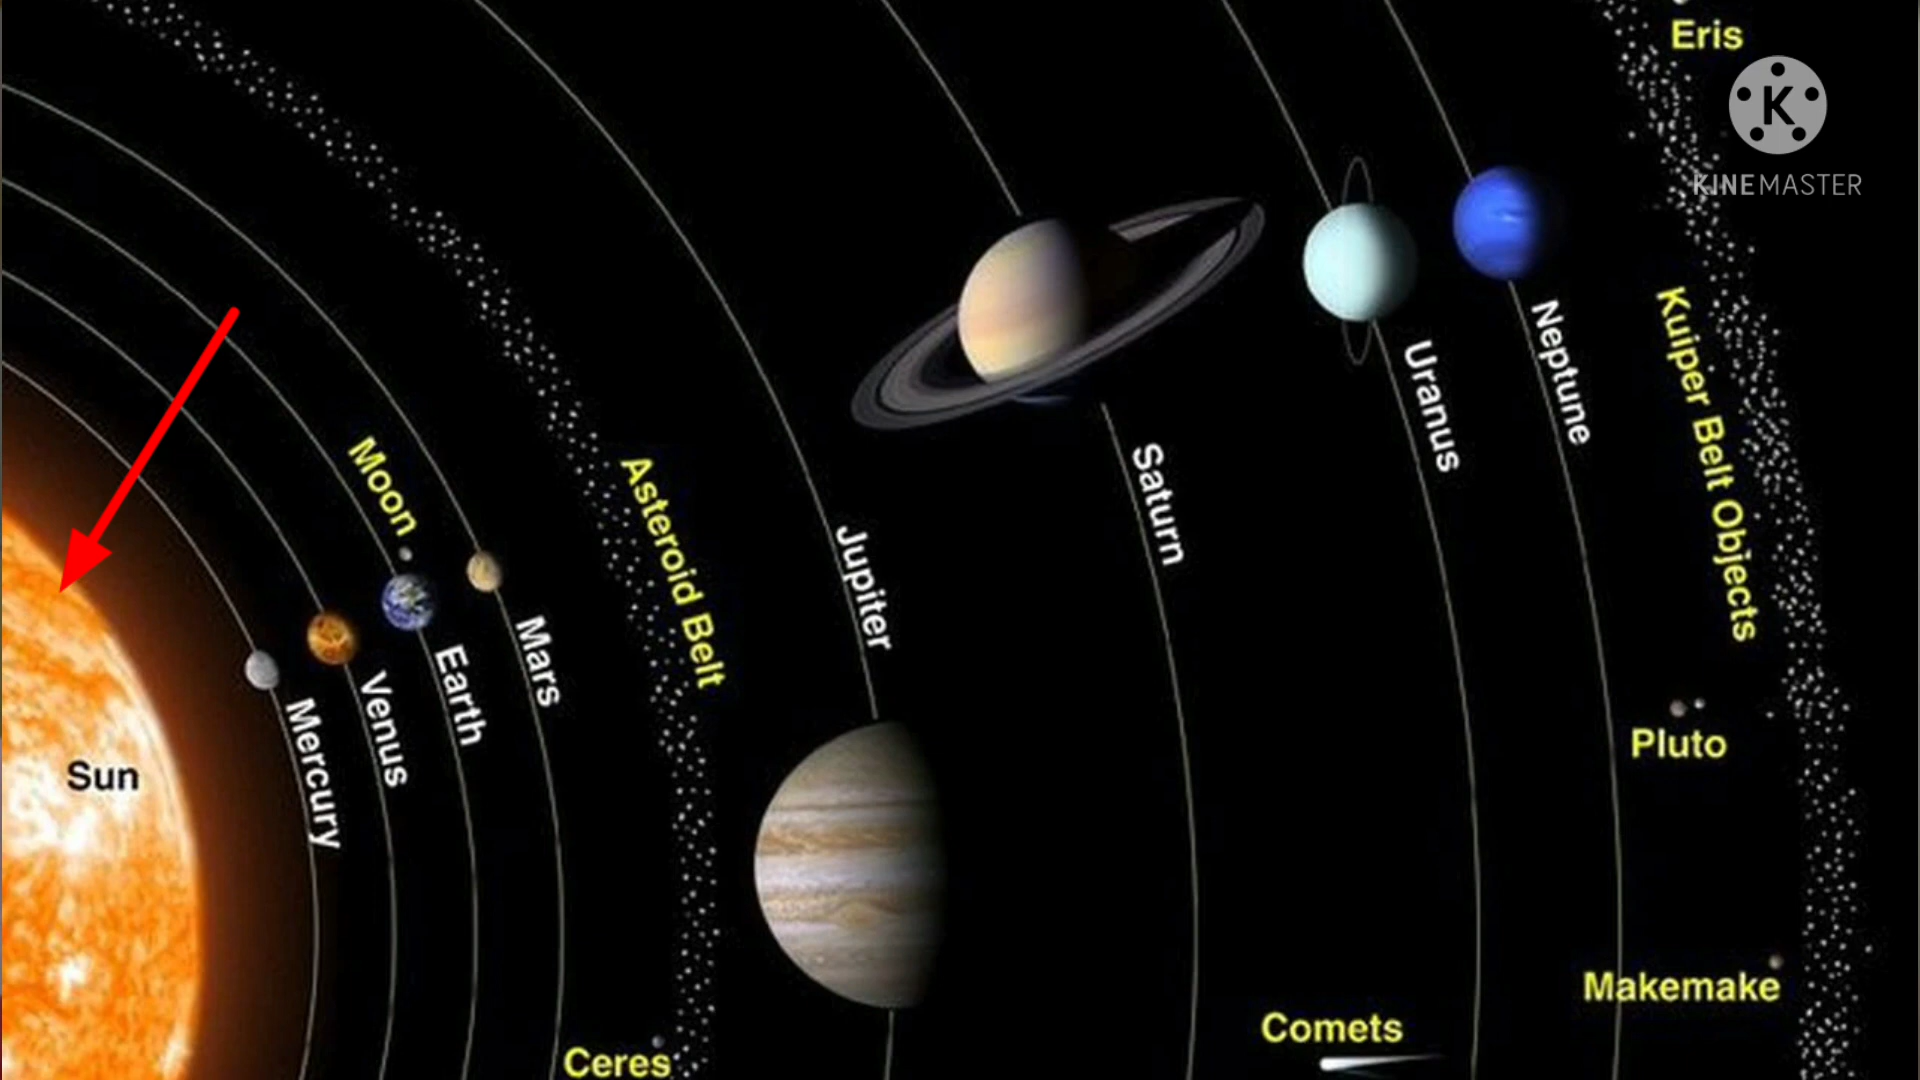 Eris
K
KINEMASTER
Neptune
Kuiper Belt Objects
Uranus
Saturn
Moon
Asteroid Belt
Jupiter
Mars
Earth
Venus
Mercury
Sun
Pluto
Makemake
Comets
Ceres